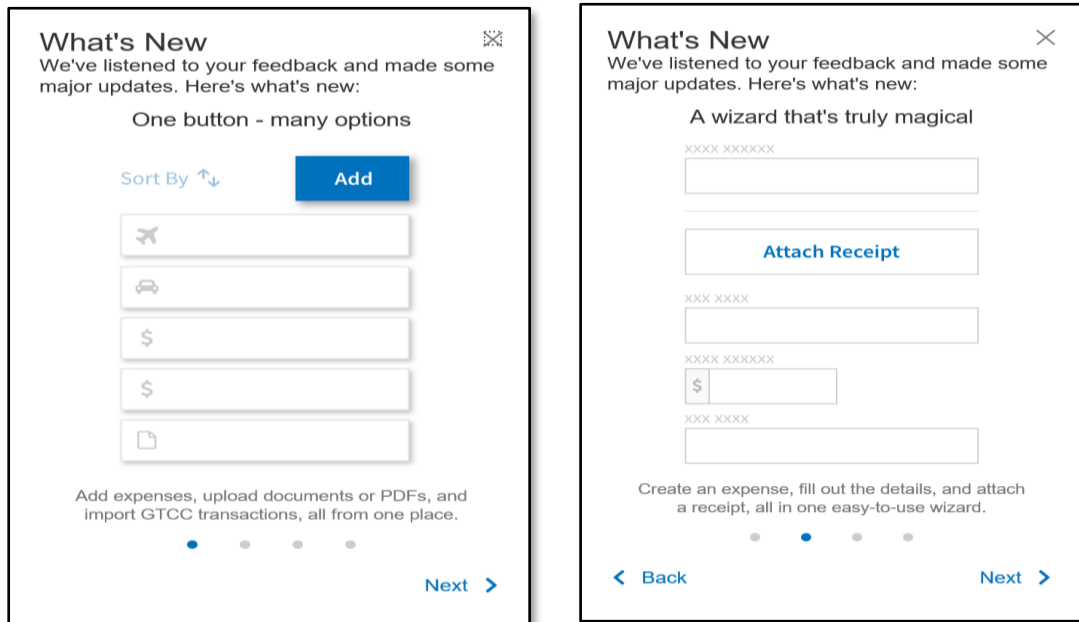 What's New
We've listened to your feedback and made some
major updates. Here's what's new:
One button - many options
Sort By
Add
$
$
Add expenses, upload documents or PDFs, and
import GTCC transactions, all from one place.
Next
What's New
We've listened to your feedback and made some
major updates. Here's what's new:
A wizard that's truly magical
xxxx xxxxxx
Attach Receipt
xxx xxxx
xxxx xxxxxx
$
xxx xxxx
Create an expense, fill out the details, and attach
a receipt, all in one easy-to-use wizard.
Back
Next